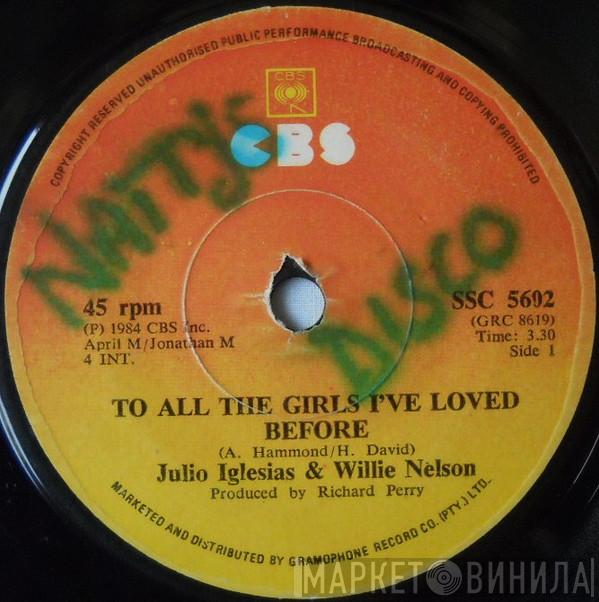 COPYRIGHT RESERVED UNAUTHORISED PUBLIC PERFORMANCE BROADCASTING AND COPYING PROHIBITED
CBS
CBS
NATTY'S
DISCO
45 rpm
(P) 1984 CBS Inc.
April M/Jonathan M
4 INT.
SSC 5602
(GRC 8619)
Time: 3.30
Side 1
TO ALL THE GIRLS I'VE LOVED
BEFORE
(A. Hammond/H. David)
Julio Iglesias & Willie Nelson
Produced by Richard Perry
MARKETED AND DISTRIBUTED BY GRAMOPHONE RECORD CO. (PTY.) LTD.
МАРКЕТ ВИНИЛА